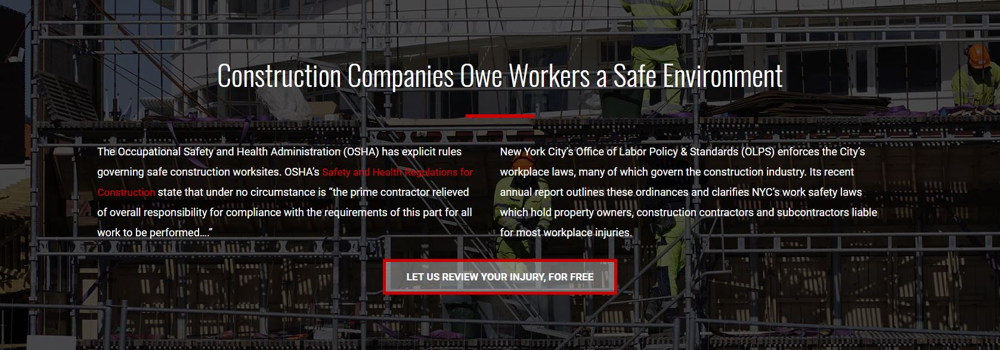 Construction Companies Owe Workers a Safe Environment
The Occupational Safety and Health Administration (OSHA) has explicit rules
governing safe construction worksites. OSHA’s Safety and Health Regulations for
Construction state that under no circumstance is “the prime contractor relieved
of overall responsibility for compliance with the requirements of this part for all
work to be performed….”
New York City’s Office of Labor Policy & Standards (OLPS) enforces the City’s
workplace laws, many of which govern the construction industry. Its recent
annual report outlines these ordinances and clarifies NYC’s work safety laws
which hold property owners, construction contractors and subcontractors liable
for most workplace injuries.
LET US REVIEW YOUR INJURY, FOR FREE